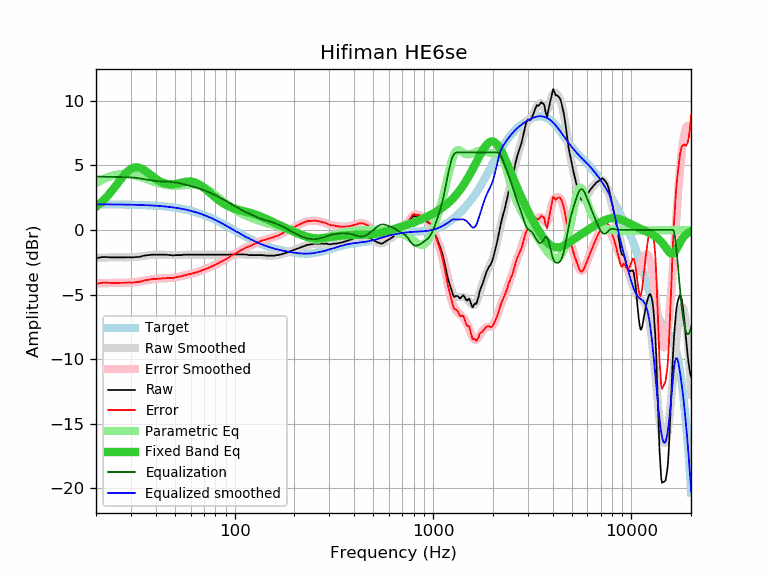 Hifiman HE6se
Amplitude (dBr)
10
5
0
−5
−10
−15
−20
Target
Raw Smoothed
Error Smoothed
Raw
Error
Parametric Eq
Fixed Band Eq
Equalization
Equalized smoothed
100
1000
10000
Frequency (Hz)